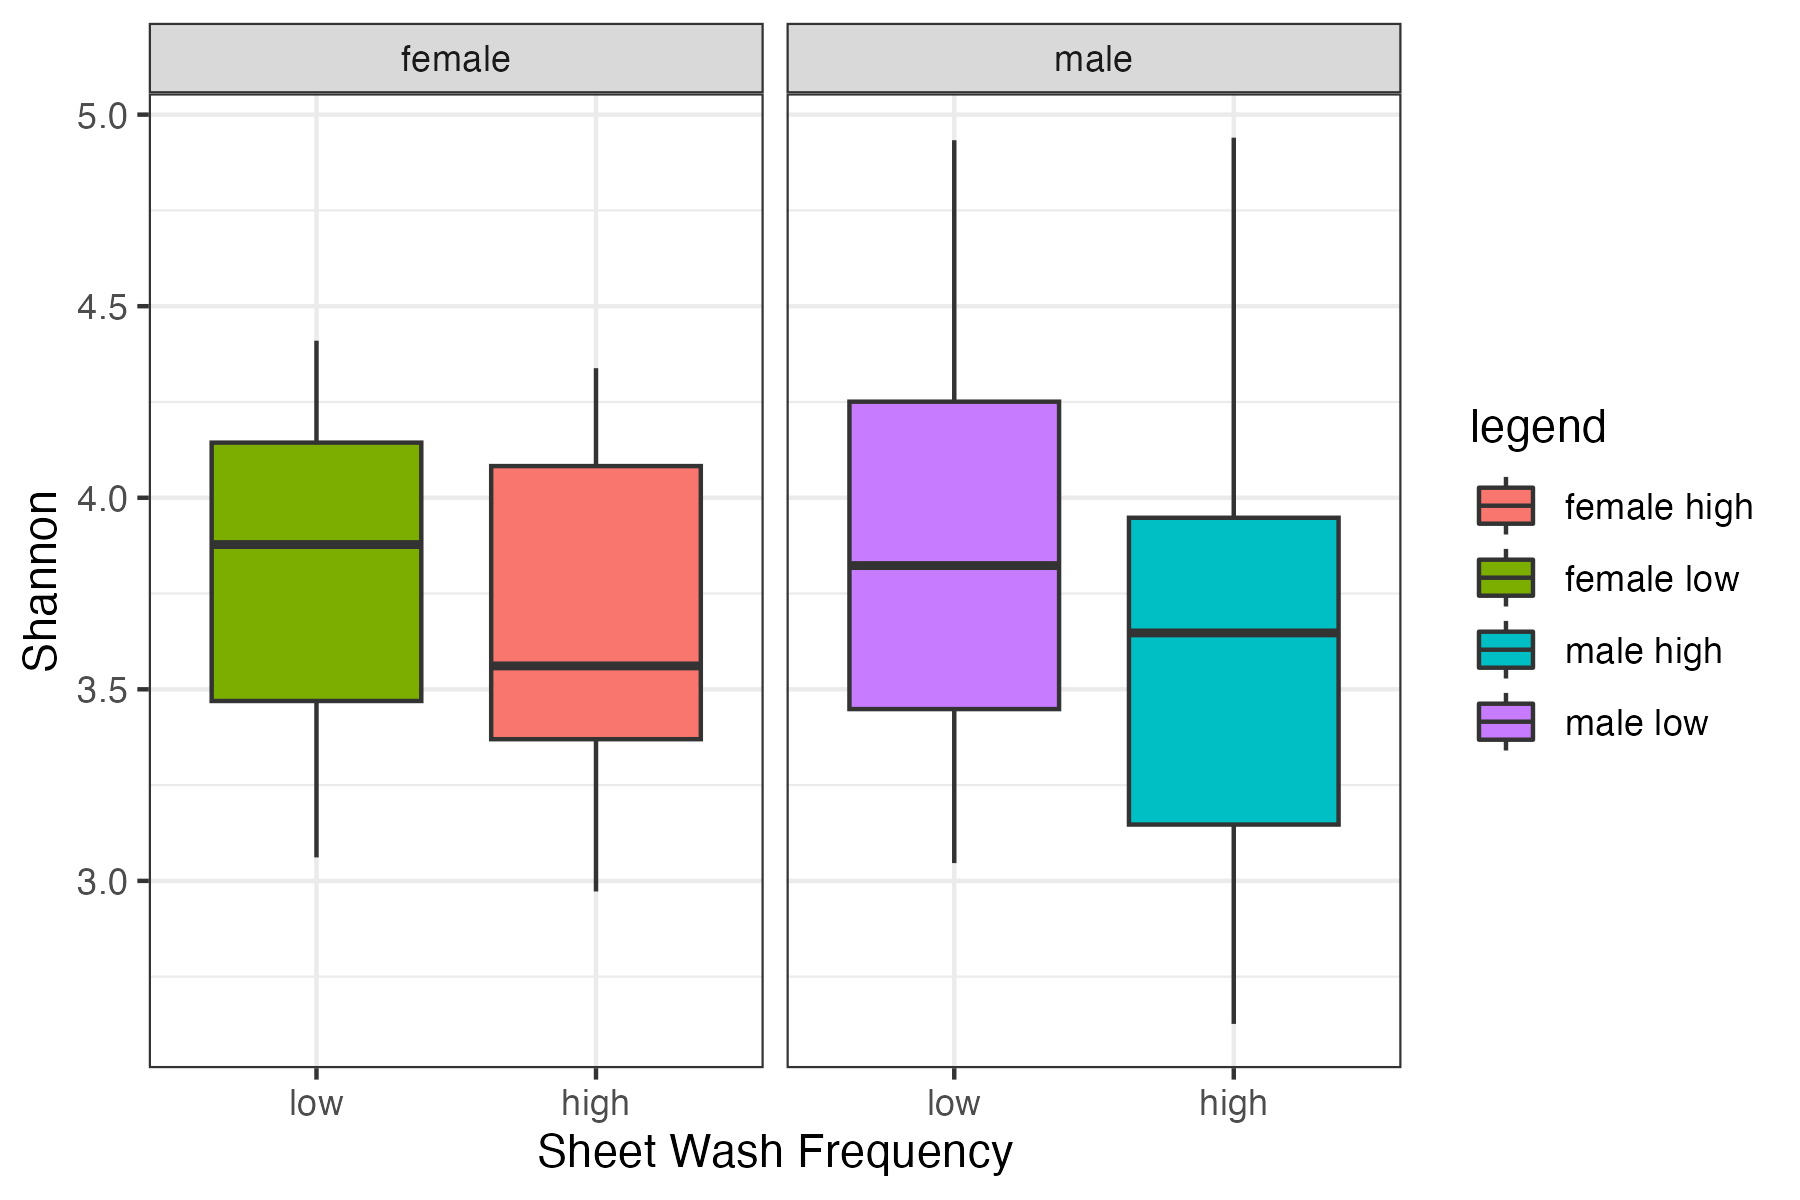 female
male
5.0
4.5
4.0
3.5
3.0
Shannon
low
high
low
high
Sheet Wash Frequency
legend
female high
female low
male high
male low